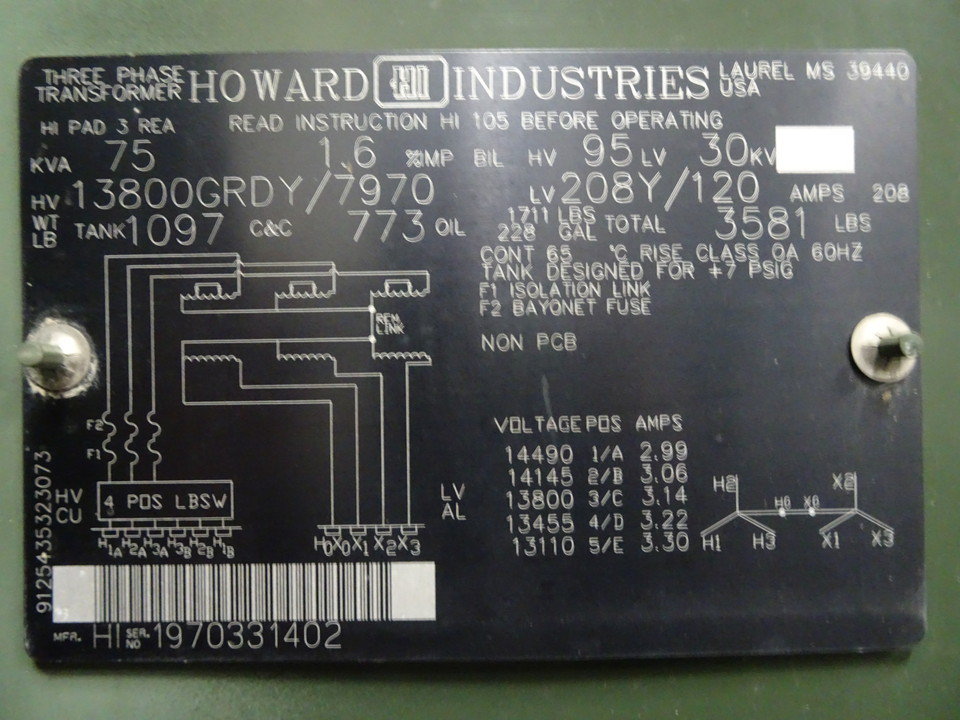 THREE PHASE TRANSFORMER HOWARD HI INDUSTRIES LAUREL MS 39440 USA
HI PAD 3 REA READ INSTRUCTION HI 105 BEFORE OPERATING
KVA 75 1.6 %IMP BIL HV 95 LV 30KV
HV 13800GRDY/7970 LV 208Y/120 AMPS 208
WT LB TANK 1097 C&C 773 OIL 1711 LBS 228 GAL TOTAL 3581 LBS
CONT 65 °C RISE CLASS OA 60HZ
TANK DESIGNED FOR +7 PSIG
F1 ISOLATION LINK
F2 BAYONET FUSE
REM. LINK
NON PCB
F2
F1
HV CU
4 POS LBSW
LV AL
H1A H2A H3A H3B H2B H1B
H0X0 X1 X2 X3
VOLTAGE POS AMPS
14490 1/A 2.99
14145 2/B 3.06
13800 3/C 3.14
13455 4/D 3.22
13110 5/E 3.30
H2 X2
H0 X0
H1 H3 X1 X3
9125435323073
MFR. HI SER. NO 1970331402